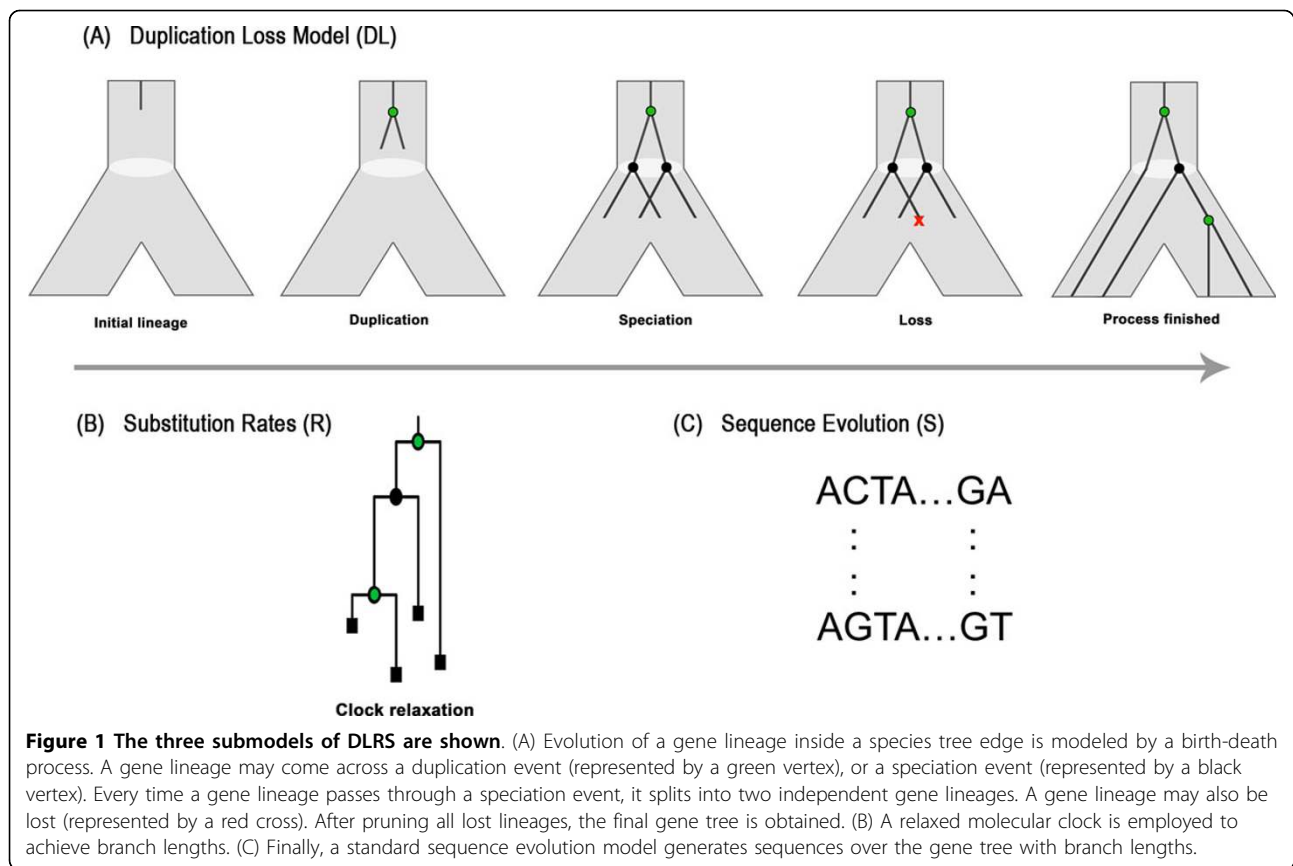 (A) Duplication Loss Model (DL)
x
Initial lineage
Duplication
Speciation
Loss
Process finished
(B) Substitution Rates (R)
(C) Sequence Evolution (S)
ACTA...GA
: :
: :
AGTA...GT
Clock relaxation
Figure 1 The three submodels of DLRS are shown. (A) Evolution of a gene lineage inside a species tree edge is modeled by a birth-death
process. A gene lineage may come across a duplication event (represented by a green vertex), or a speciation event (represented by a black
vertex). Every time a gene lineage passes through a speciation event, it splits into two independent gene lineages. A gene lineage may also be
lost (represented by a red cross). After pruning all lost lineages, the final gene tree is obtained. (B) A relaxed molecular clock is employed to
achieve branch lengths. (C) Finally, a standard sequence evolution model generates sequences over the gene tree with branch lengths.